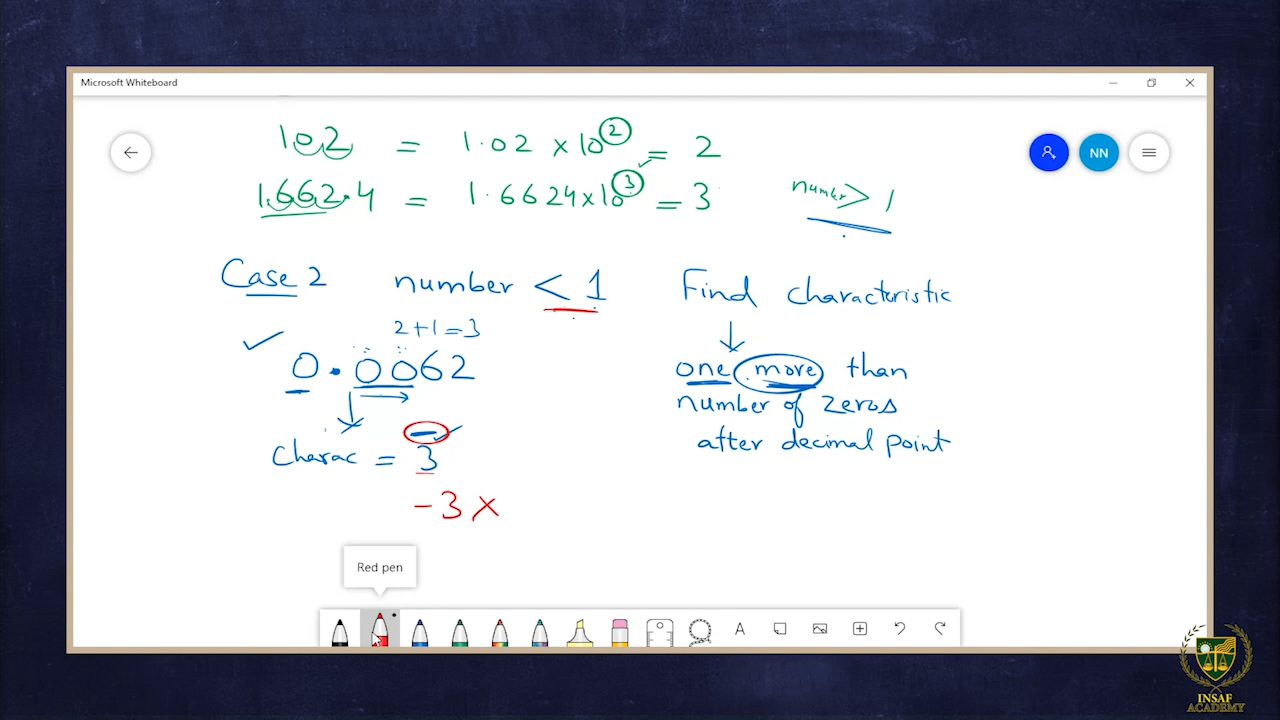 Microsoft Whiteboard
102 = 1.02 × 10² = 2
1662.4 = 1.6624 × 10³ = 3
number > 1
NN
Case 2 number < 1
Find characteristic
2 + 1 = 3
0.0062
one more than
number of zeros
after decimal point
Charac = 3̅
-3 ×
Red pen
A
INSAF
ACADEMY